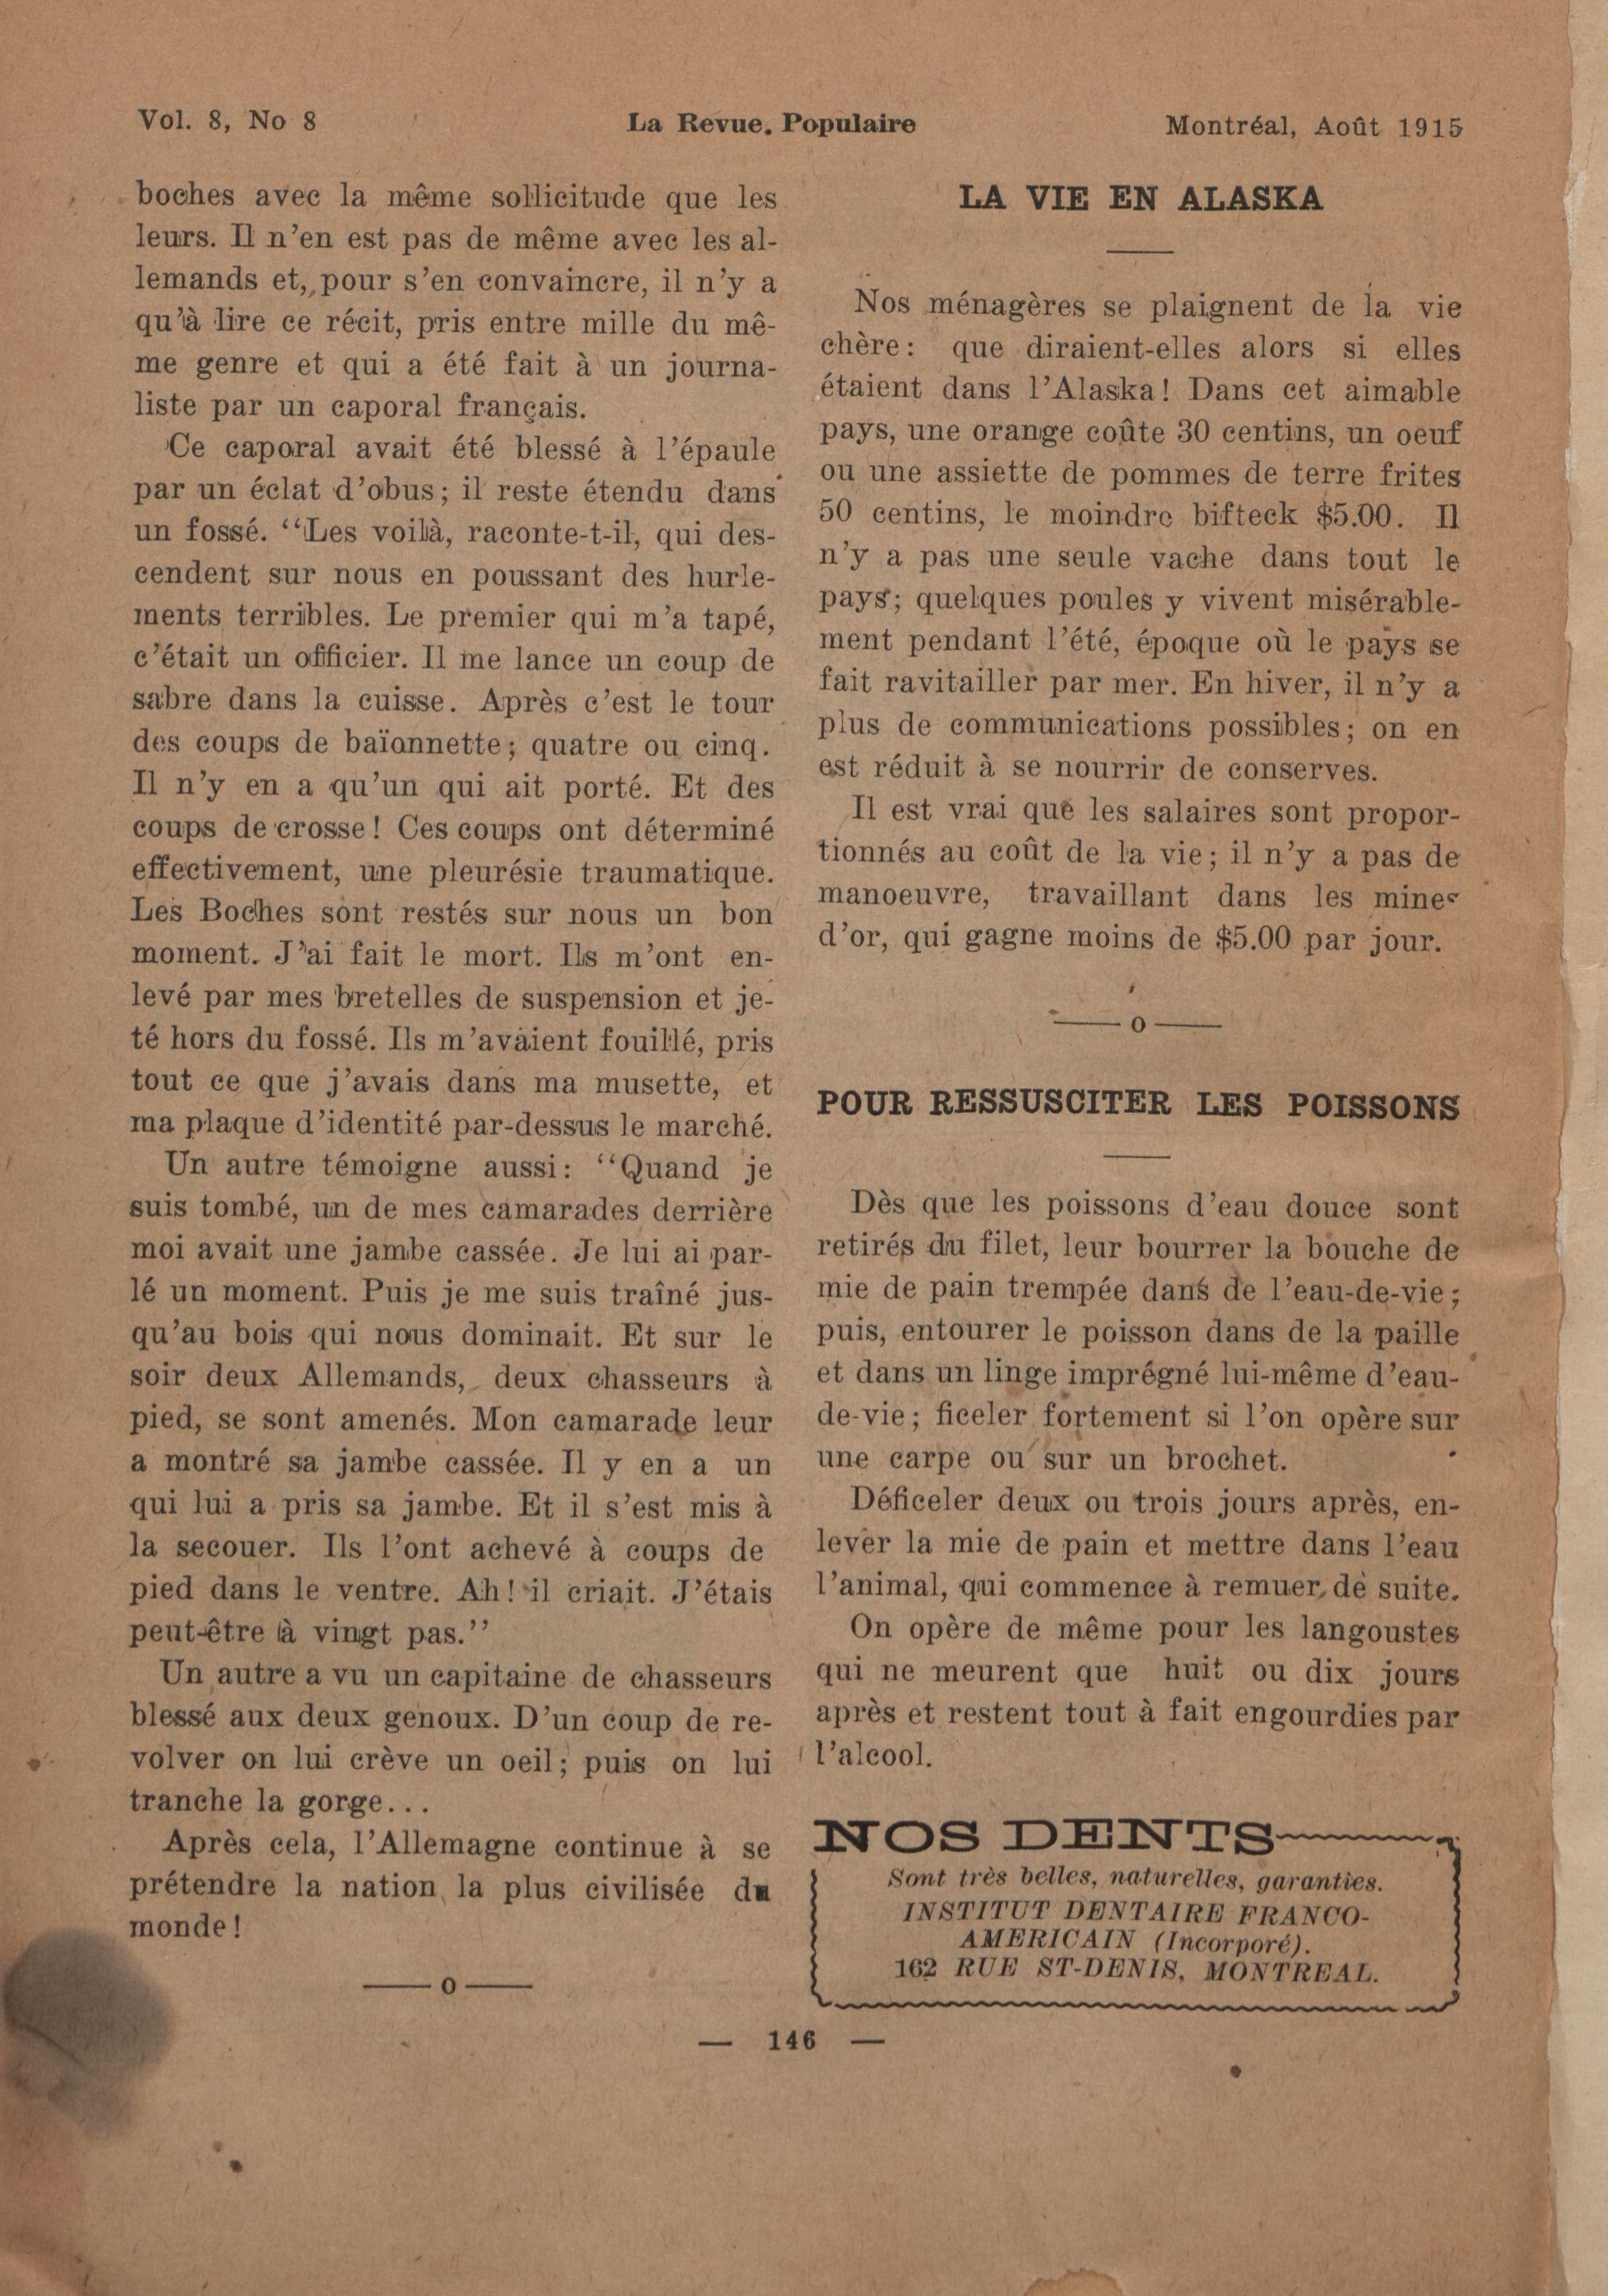 Vol. 8, No 8
La Revue. Populaire
Montréal, Août 1915
boches avec la même sollicitude que les
leurs. Il n'en est pas de même avec les al-
lemands et, pour s'en convaincre, il n'y a
qu'à lire ce récit, pris entre mille du mê-
me genre et qui a été fait à un journa-
liste par un caporal français.
Ce caporal avait été blessé à l'épaule
par un éclat d'obus; il reste étendu dans
un fossé. "Les voilà, raconte-t-il, qui des-
cendent sur nous en poussant des hurle-
ments terribles. Le premier qui m'a tapé,
c'était un officier. Il me lance un coup de
sabre dans la cuisse. Après c'est le tour
des coups de baïonnette; quatre ou cinq.
Il n'y en a qu'un qui ait porté. Et des
coups de crosse! Ces coups ont déterminé
effectivement, une pleurésie traumatique.
Les Boches sont restés sur nous un bon
moment. J'ai fait le mort. Ils m'ont en-
levé par mes bretelles de suspension et je-
té hors du fossé. Ils m'avaient fouillé, pris
tout ce que j'avais dans ma musette, et
ma plaque d'identité par-dessus le marché.
Un autre témoigne aussi: "Quand je
suis tombé, un de mes camarades derrière
moi avait une jambe cassée. Je lui ai par-
lé un moment. Puis je me suis traîné jus-
qu'au bois qui nous dominait. Et sur le
soir deux Allemands, deux chasseurs à
pied, se sont amenés. Mon camarade leur
a montré sa jambe cassée. Il y en a un
qui lui a pris sa jambe. Et il s'est mis à
la secouer. Ils l'ont achevé à coups de
pied dans le ventre. Ah! il criait. J'étais
peut-être à vingt pas."
Un autre a vu un capitaine de chasseurs
blessé aux deux genoux. D'un coup de re-
volver on lui crève un oeil; puis on lui
tranche la gorge...
Après cela, l'Allemagne continue à se
prétendre la nation la plus civilisée du
monde!
— o —
LA VIE EN ALASKA
Nos ménagères se plaignent de la vie
chère: que diraient-elles alors si elles
étaient dans l'Alaska! Dans cet aimable
pays, une orange coûte 30 centins, un oeuf
ou une assiette de pommes de terre frites
50 centins, le moindre bifteck $5.00. Il
n'y a pas une seule vache dans tout le
pays; quelques poules y vivent misérable-
ment pendant l'été, époque où le pays se
fait ravitailler par mer. En hiver, il n'y a
plus de communications possibles; on en
est réduit à se nourrir de conserves.
Il est vrai que les salaires sont propor-
tionnés au coût de la vie; il n'y a pas de
manoeuvre, travaillant dans les mines
d'or, qui gagne moins de $5.00 par jour.
— o —
POUR RESSUSCITER LES POISSONS
Dès que les poissons d'eau douce sont
retirés du filet, leur bourrer la bouche de
mie de pain trempée dans de l'eau-de-vie;
puis, entourer le poisson dans de la paille
et dans un linge imprégné lui-même d'eau-
de-vie; ficeler fortement si l'on opère sur
une carpe ou sur un brochet.
Déficeler deux ou trois jours après, en-
lever la mie de pain et mettre dans l'eau
l'animal, qui commence à remuer de suite.
On opère de même pour les langoustes
qui ne meurent que huit ou dix jours
après et restent tout à fait engourdies par
l'alcool.
NOS DENTS
Sont très belles, naturelles, garanties.
INSTITUT DENTAIRE FRANCO-
AMERICAIN (Incorporé).
162 RUE ST-DENIS, MONTREAL.
— 146 —